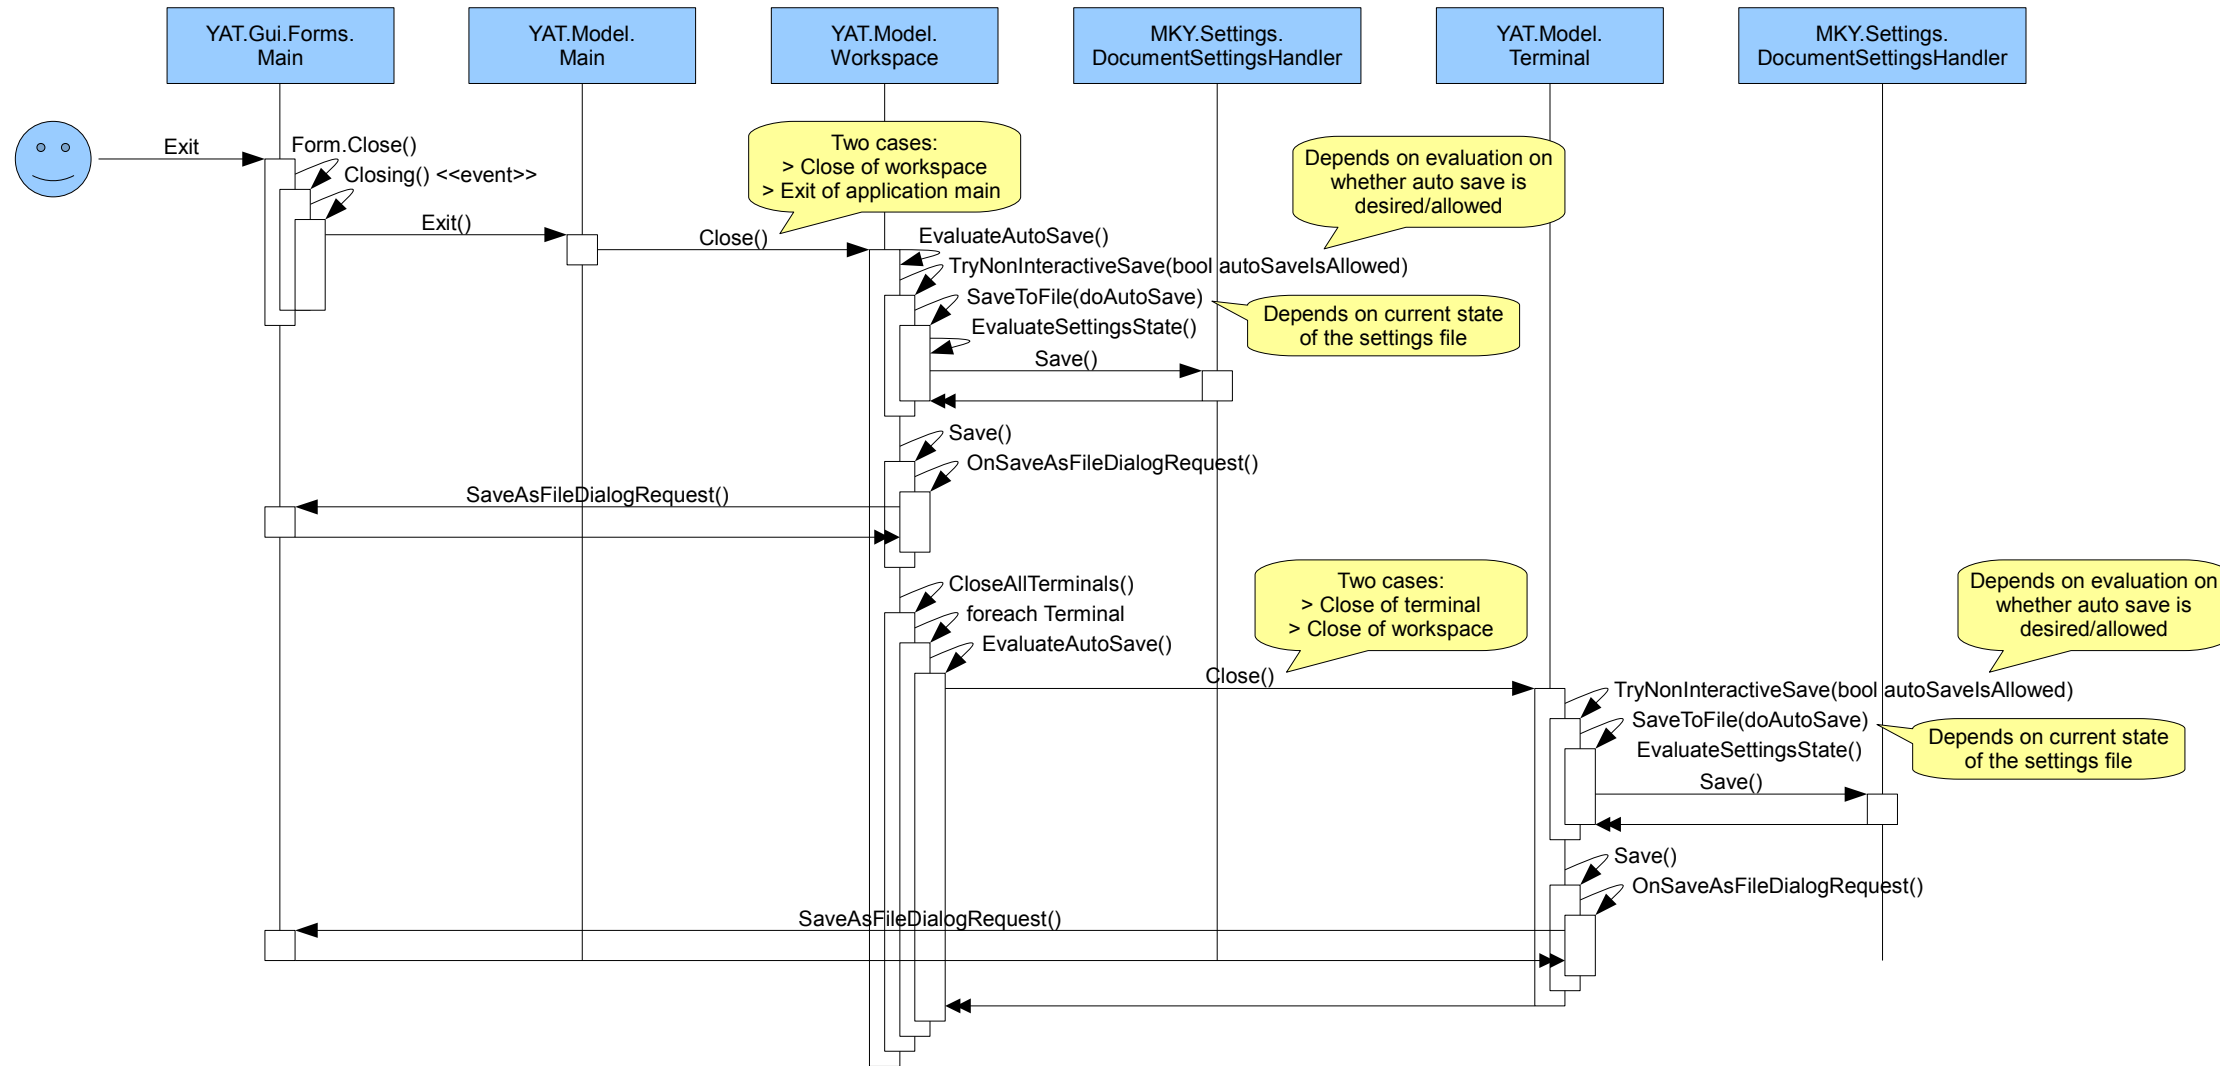 YAT.Gui.Forms.
Main
YAT.Model.
Main
YAT.Model.
Workspace
MKY.Settings.
DocumentSettingsHandler
YAT.Model.
Terminal
MKY.Settings.
DocumentSettingsHandler
Exit
Form.Close()
Closing() <<event>>
Two cases:
> Close of workspace
> Exit of application main
Depends on evaluation on
whether auto save is
desired/allowed
Exit()
Close()
EvaluateAutoSave()
TryNonInteractiveSave(bool autoSaveIsAllowed)
SaveToFile(doAutoSave)
Depends on current state
of the settings file
EvaluateSettingsState()
Save()
Save()
OnSaveAsFileDialogRequest()
SaveAsFileDialogRequest()
CloseAllTerminals()
foreach Terminal
EvaluateAutoSave()
Two cases:
> Close of terminal
> Close of workspace
Depends on evaluation on
whether auto save is
desired/allowed
Close()
TryNonInteractiveSave(bool autoSaveIsAllowed)
SaveToFile(doAutoSave)
Depends on current state
of the settings file
EvaluateSettingsState()
Save()
Save()
OnSaveAsFileDialogRequest()
SaveAsFileDialogRequest()